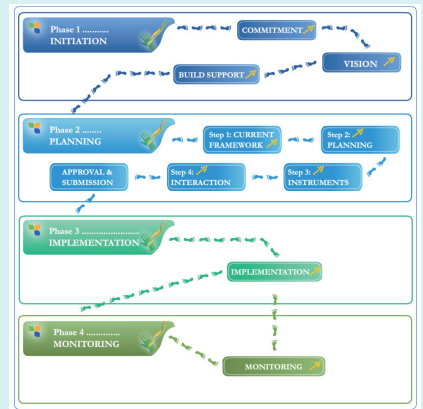 Phase 1 ...........
INITIATION
COMMITMENT
VISION
BUILD SUPPORT
Phase 2 ........
PLANNING
Step 1: CURRENT
FRAMEWORK
Step 2:
PLANNING
Step 3:
INSTRUMENTS
Step 4:
INTERACTION
APPROVAL &
SUBMISSION
Phase 3 .......................
IMPLEMENTATION
IMPLEMENTATION
Phase 4 ..............
MONITORING
MONITORING